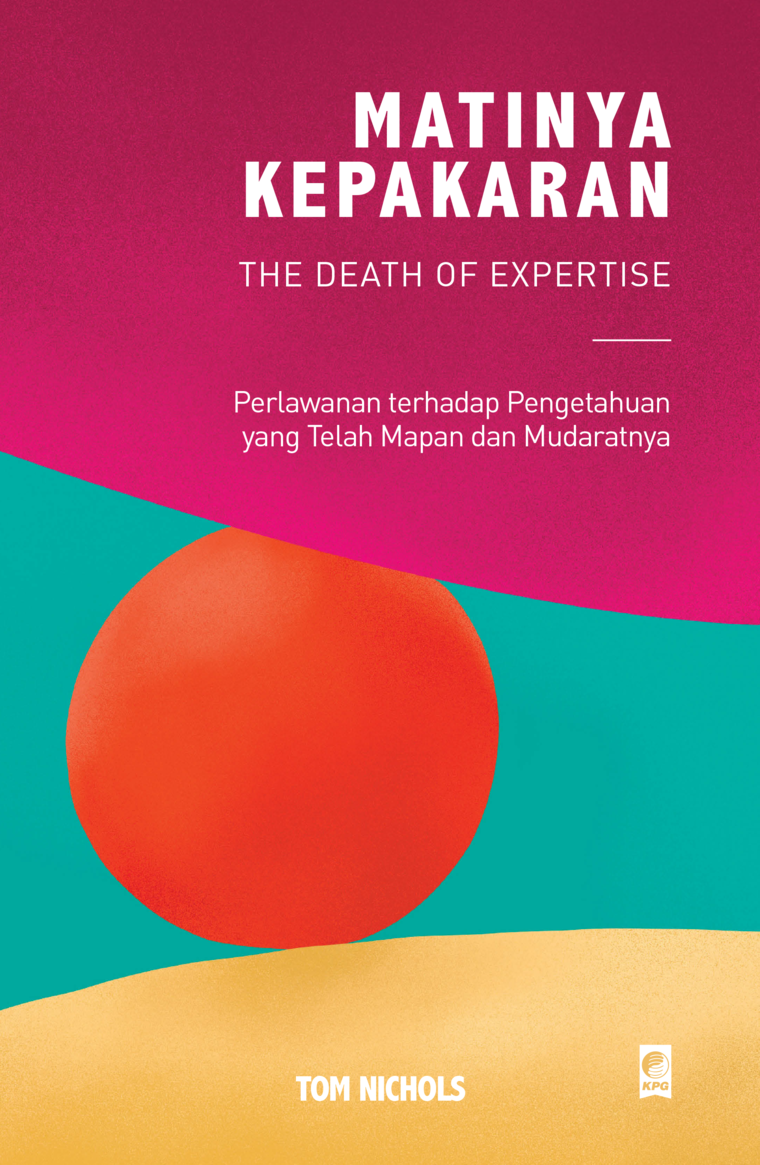 MATINYA
KEPAKARAN
THE DEATH OF EXPERTISE
Perlawanan terhadap Pengetahuan
yang Telah Mapan dan Mudaratnya
TOM NICHOLS
KPG